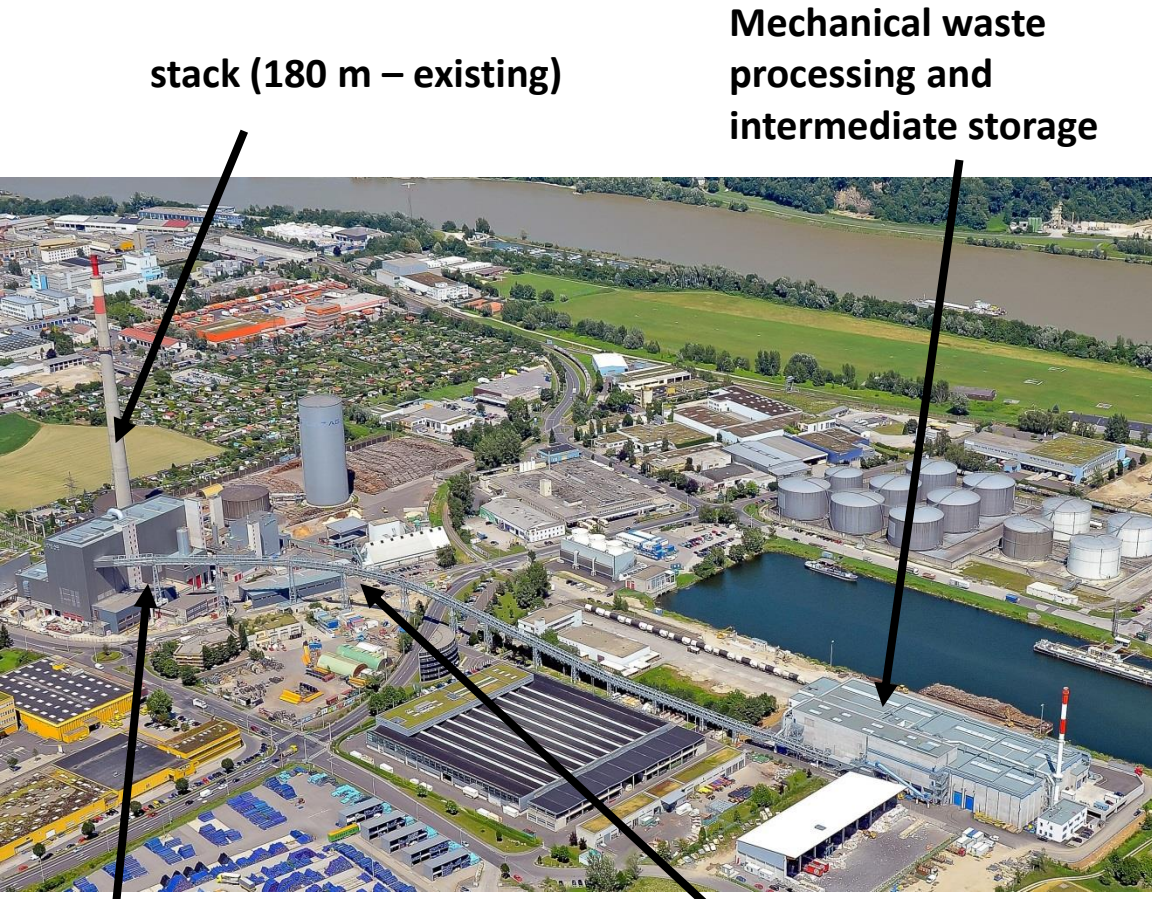 stack (180 m – existing)
Mechanical waste
processing and
intermediate storage